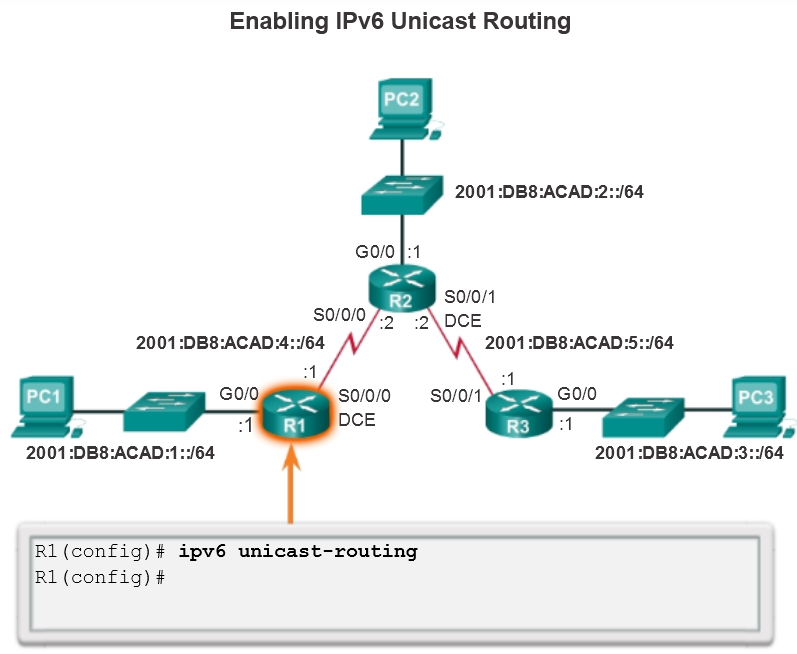 Enabling IPv6 Unicast Routing
PC2
2001:DB8:ACAD:2::/64
G0/0 :1
R2
S0/0/0 :2
:2 S0/0/1
DCE
2001:DB8:ACAD:4::/64
2001:DB8:ACAD:5::/64
:1
:1
PC1
G0/0
:1
R1
S0/0/0
DCE
S0/0/1
R3
G0/0
:1
PC3
2001:DB8:ACAD:1::/64
2001:DB8:ACAD:3::/64
R1(config)# ipv6 unicast-routing
R1(config)#